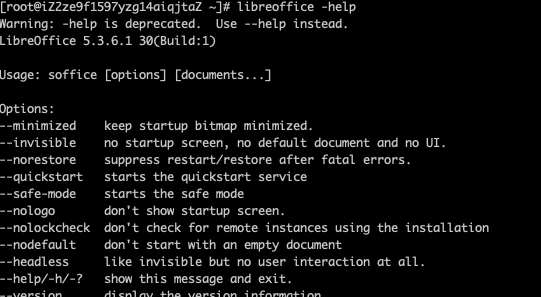 [root@iZ2ze9f1597yzg14aiqjtaZ ~]# libreoffice -help
Warning: -help is deprecated.  Use --help instead.
LibreOffice 5.3.6.1 30(Build:1)
Usage: soffice [options] [documents...]
Options:
--minimized    keep startup bitmap minimized.
--invisible    no startup screen, no default document and no UI.
--norestore    suppress restart/restore after fatal errors.
--quickstart   starts the quickstart service
--safe-mode    starts the safe mode
--nologo       don't show startup screen.
--nolockcheck  don't check for remote instances using the installation
--nodefault    don't start with an empty document
--headless     like invisible but no user interaction at all.
--help/-h/-?   show this message and exit.
--version      display the version information.